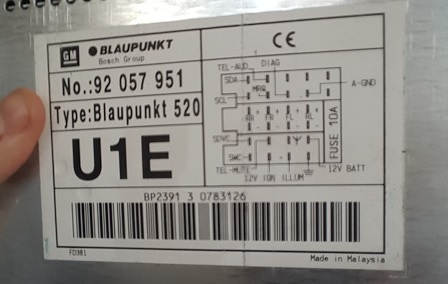 GM BLAUPUNKT
Bosch Group
CE
No.:92 057 951
Type:Blaupunkt 520
U1E
TEL-AUD DIAG
SDA
MRQ
A-GND
SCL
RR FR FL RL
+ + + +
- - - -
SDVC
SWC
TEL-MUTE
12V IGN ILLUM
12V BATT
FUSE 10A
BP2391 3 0783126
FD381
Made in Malaysia